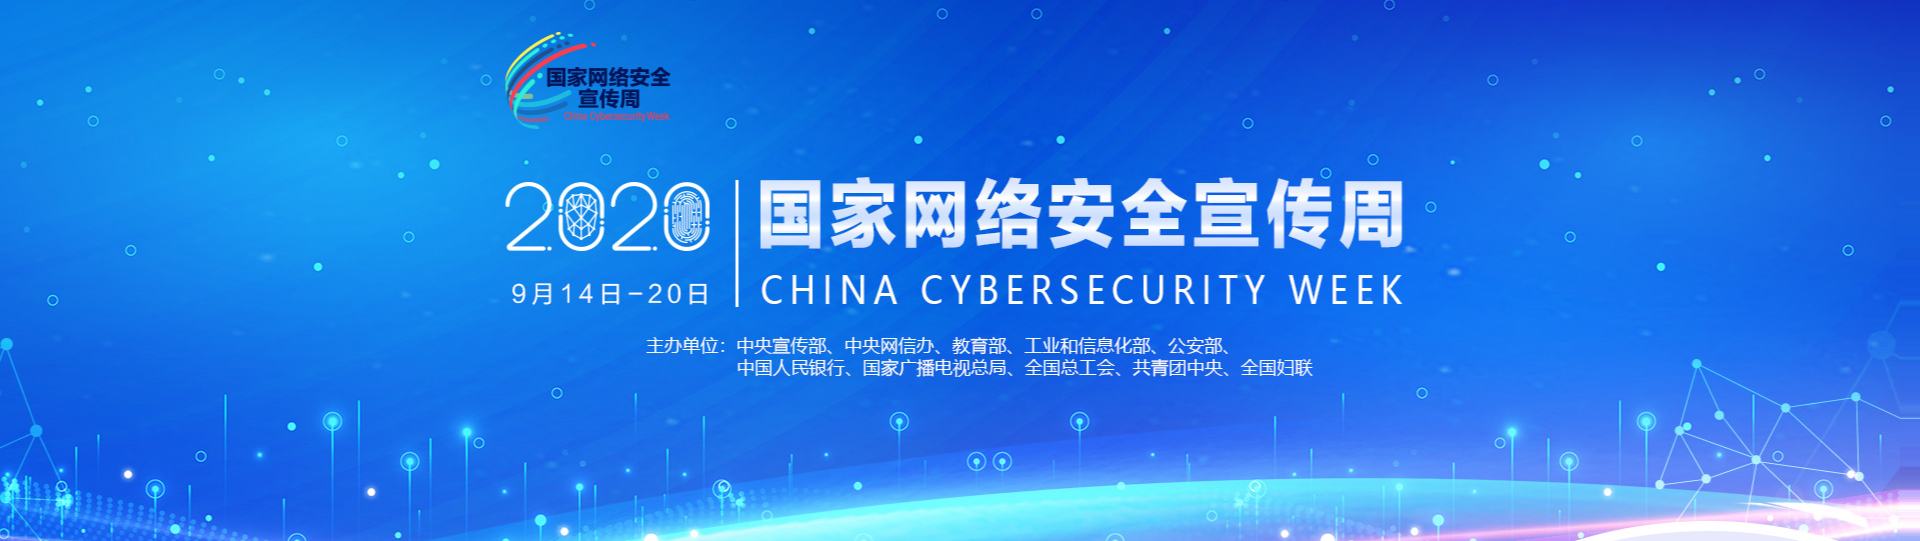 国家网络安全
宣传周
China Cybersecurity Week
2020
国家网络安全宣传周
9月14日-20日
CHINA CYBERSECURITY WEEK
主办单位：中央宣传部、中央网信办、教育部、工业和信息化部、公安部、
中国人民银行、国家广播电视总局、全国总工会、共青团中央、全国妇联